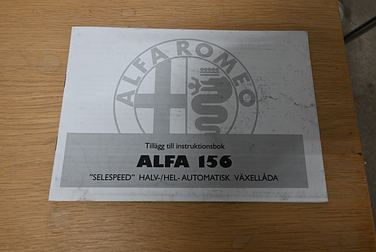 ALFA ROMEO
Tillägg till instruktionsbok
ALFA 156
"SELESPEED" HALV-/HEL- AUTOMATISK VÄXELLÅDA